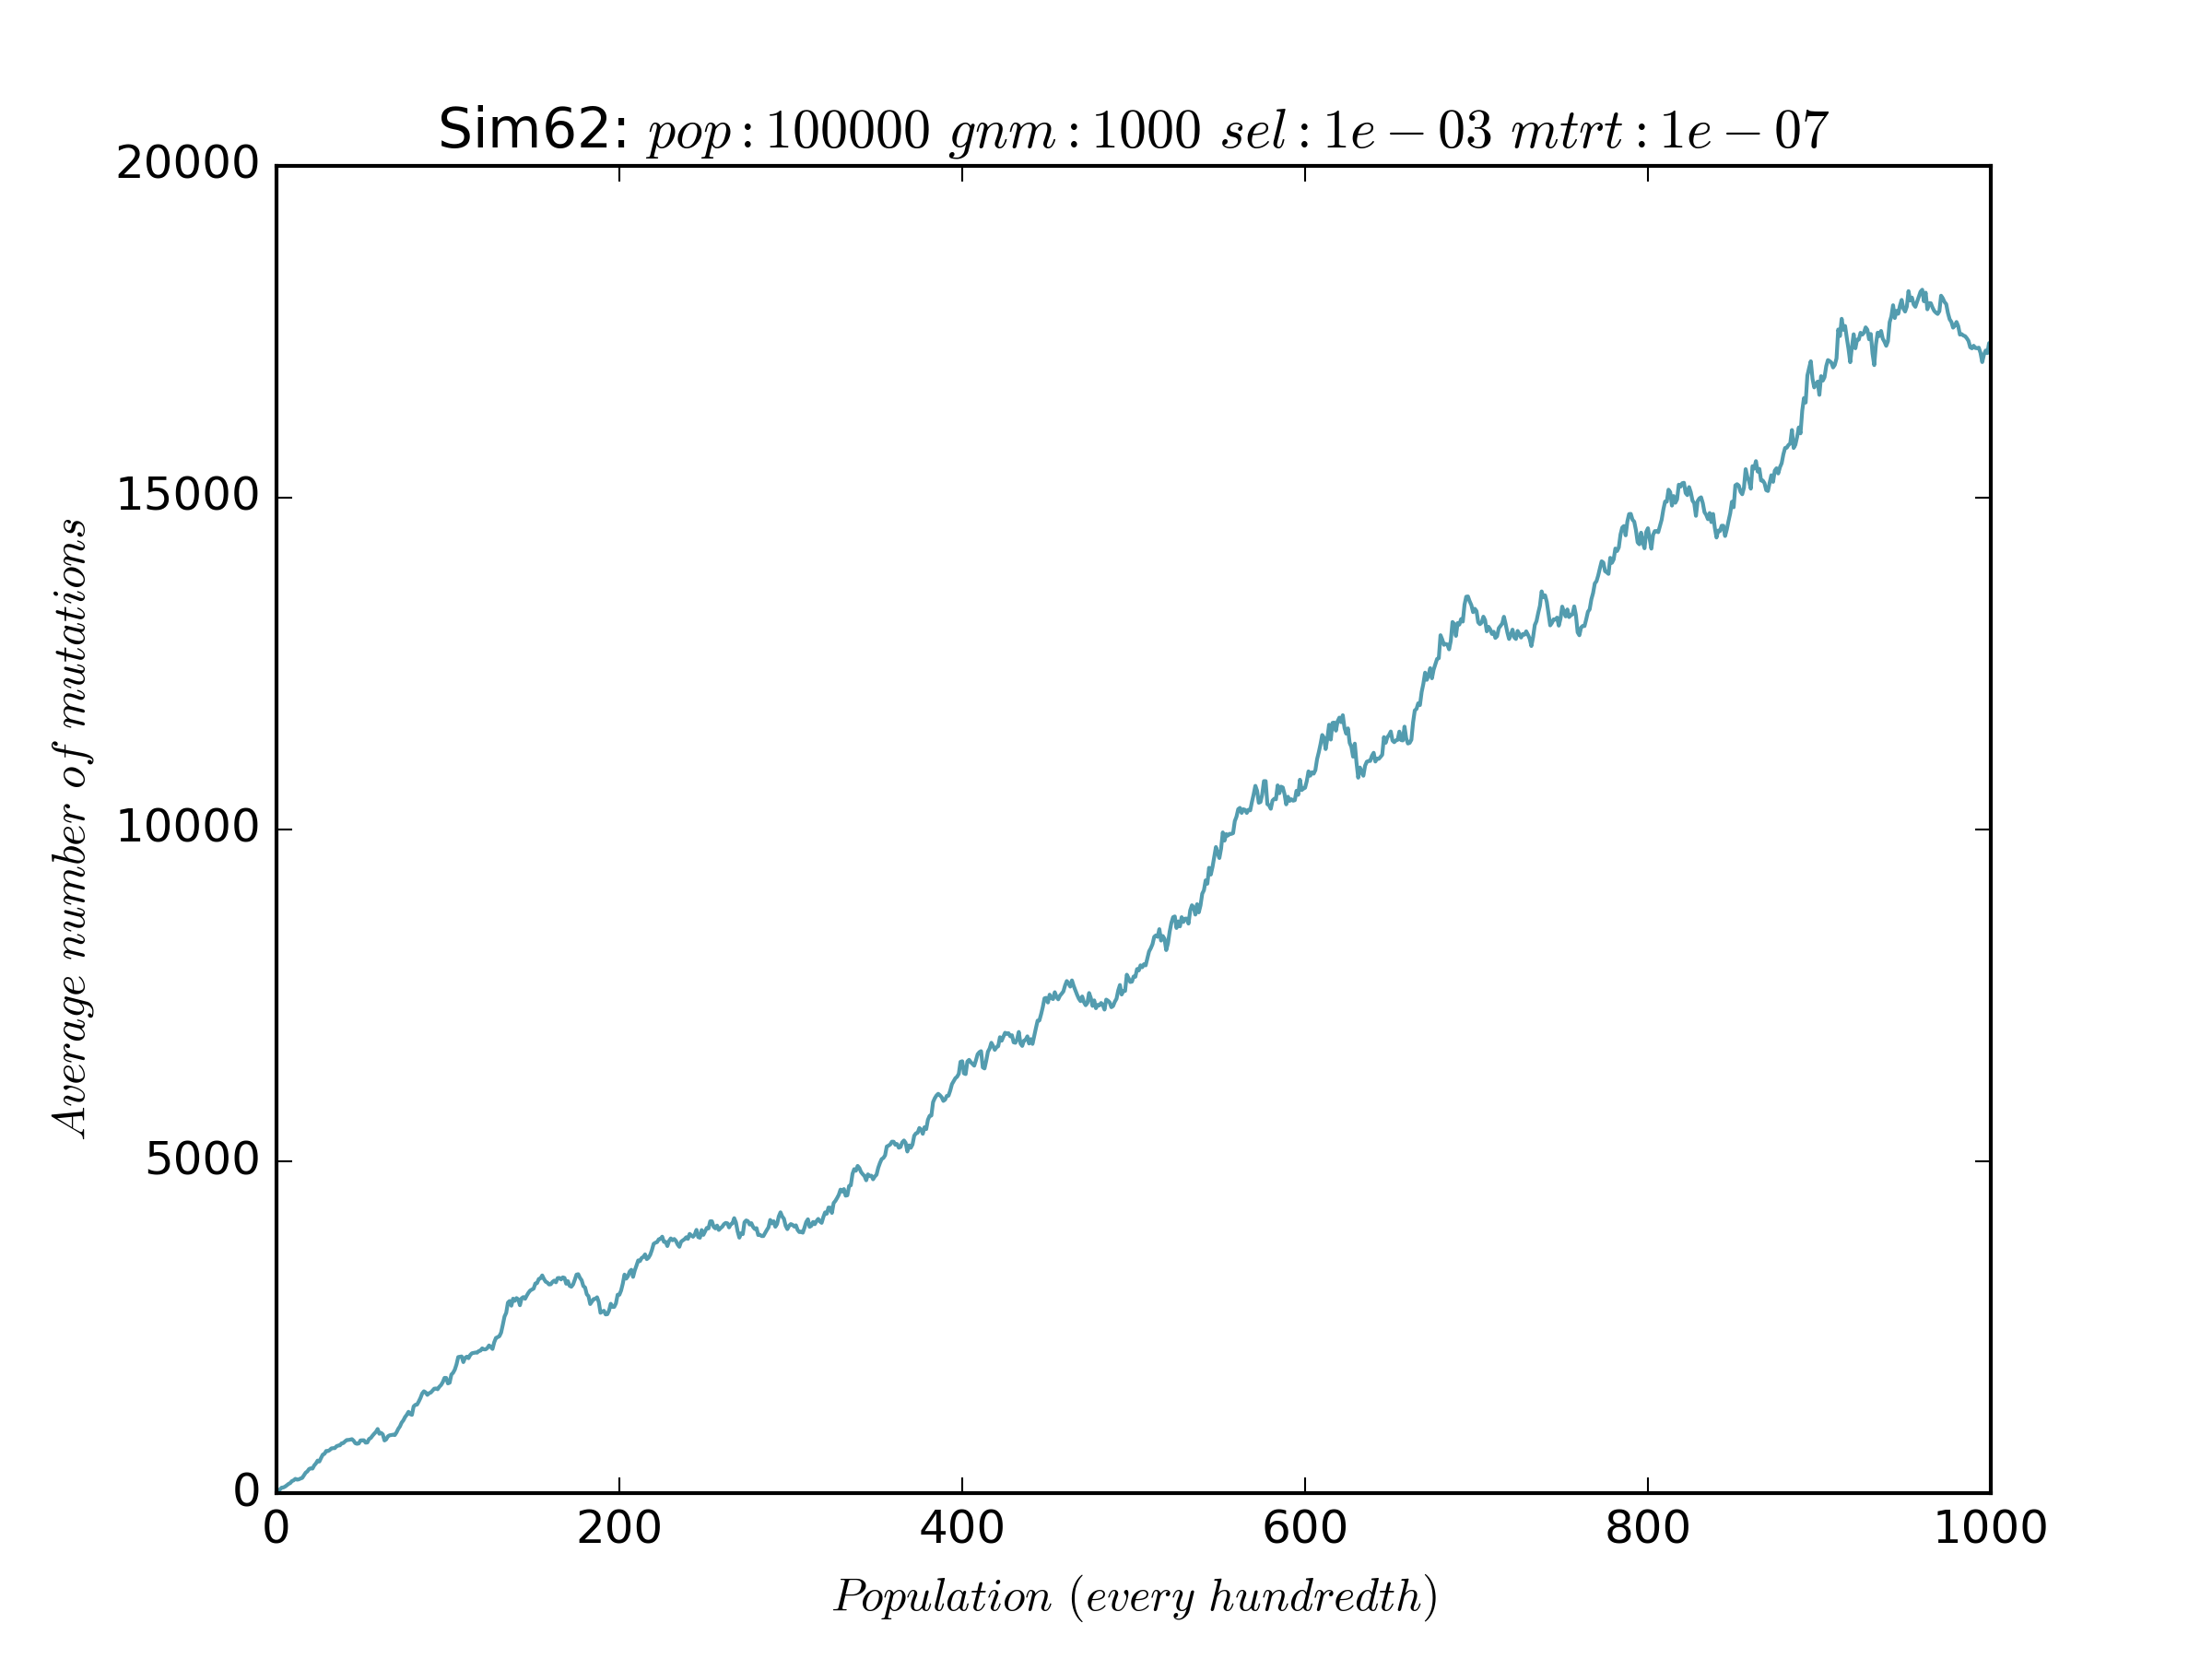 Sim62: pop : 100000 gnm : 1000 sel : 1e − 03 mtrt : 1e − 07
20000
15000
10000
5000
0
Average number of mutations
0 200 400 600 800 1000
Population (every hundredth)